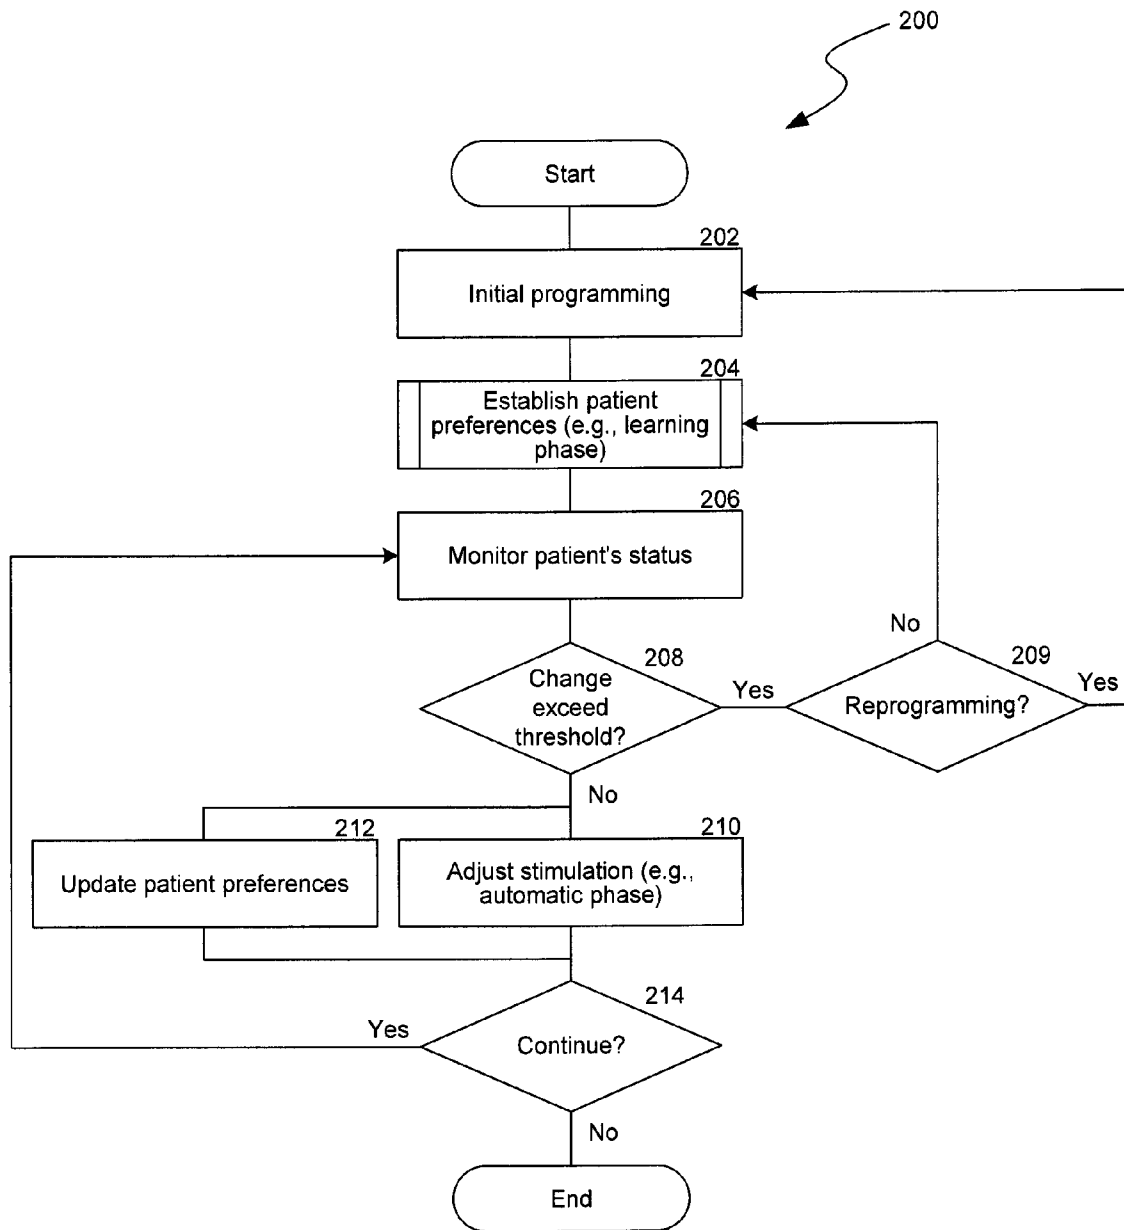 200
Start
202
Initial programming
204
Establish patient
preferences (e.g., learning
phase)
206
Monitor patient's status
208
Change
exceed
threshold?
Yes
No
209
Reprogramming?
Yes
No
212
Update patient preferences
210
Adjust stimulation (e.g.,
automatic phase)
214
Continue?
Yes
No
End